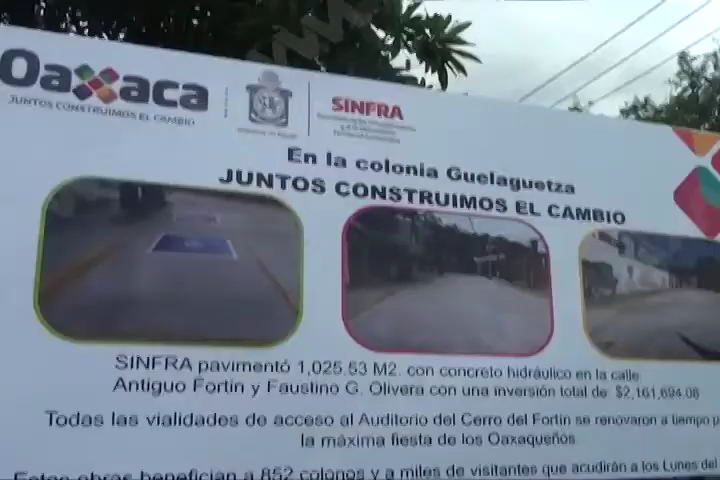 Oaxaca
JUNTOS CONSTRUIMOS EL CAMBIO
SINFRA
En la colonia Guelaguetza
JUNTOS CONSTRUIMOS EL CAMBIO
SINFRA pavimentó 1,025.53 M2. con concreto hidráulico en la calle
Antiguo Fortín y Faustino G. Olivera con una inversión total de: $2,161,694.08
Todas las vialidades de acceso al Auditorio del Cerro del Fortín se renovaron a tiempo p
la máxima fiesta de los Oaxaqueños.
Estas obras benefician a 852 colonos y a miles de visitantes que acudirán a los Lunes del